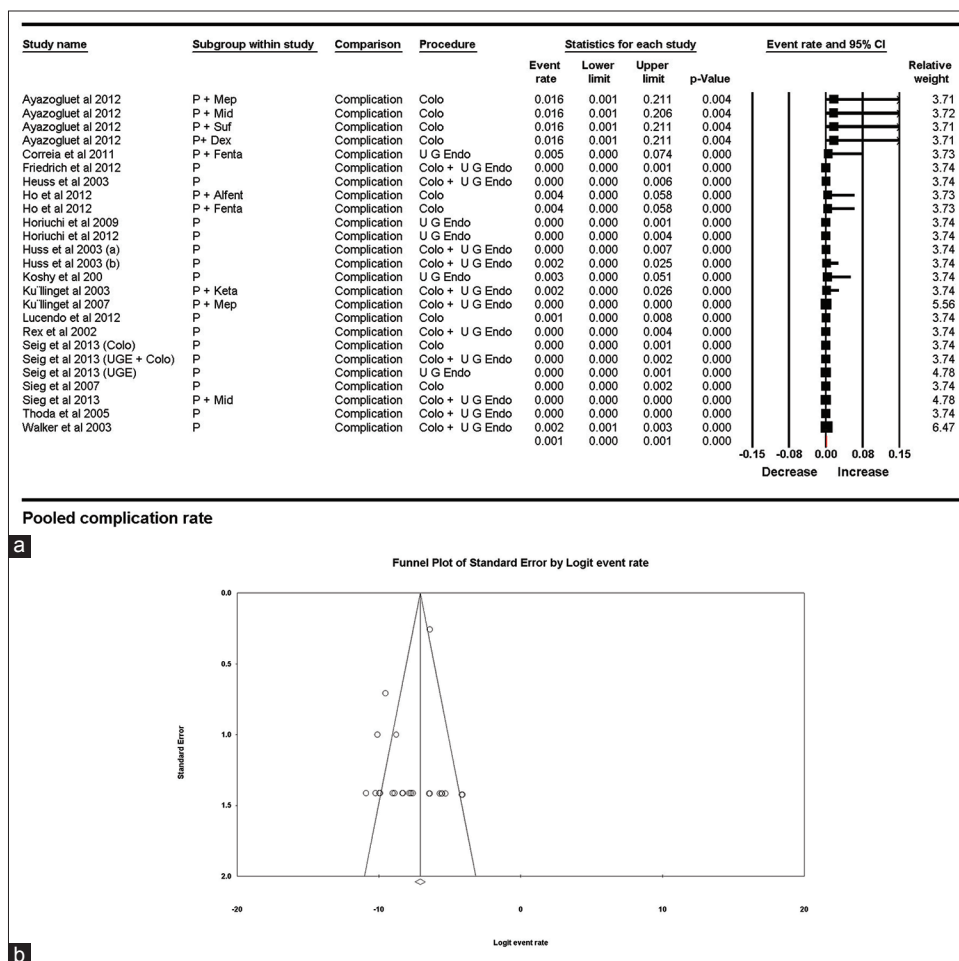 Study name Subgroup within study Comparison Procedure Statistics for each study Event rate and 95% CI
Event rate Lower limit Upper limit p-Value Relative weight
Ayazogluet al 2012 P + Mep Complication Colo 0.016 0.001 0.211 0.004 3.71
Ayazogluet al 2012 P + Mid Complication Colo 0.016 0.001 0.206 0.004 3.72
Ayazogluet al 2012 P + Suf Complication Colo 0.016 0.001 0.211 0.004 3.71
Ayazogluet al 2012 P+ Dex Complication Colo 0.016 0.001 0.211 0.004 3.71
Correia et al 2011 P + Fenta Complication U G Endo 0.005 0.000 0.074 0.000 3.73
Friedrich et al 2012 P Complication Colo + U G Endo 0.000 0.000 0.001 0.000 3.74
Heuss et al 2003 P Complication Colo + U G Endo 0.000 0.000 0.006 0.000 3.74
Ho et al 2012 P + Alfent Complication Colo 0.004 0.000 0.058 0.000 3.73
Ho et al 2012 P + Fenta Complication Colo 0.004 0.000 0.058 0.000 3.73
Horiuchi et al 2009 P Complication U G Endo 0.000 0.000 0.001 0.000 3.74
Horiuchi et al 2012 P Complication U G Endo 0.000 0.000 0.004 0.000 3.74
Huss et al 2003 (a) P Complication Colo + U G Endo 0.000 0.000 0.007 0.000 3.74
Huss et al 2003 (b) P Complication Colo + U G Endo 0.002 0.000 0.025 0.000 3.74
Koshy et al 200 P Complication U G Endo 0.003 0.000 0.051 0.000 3.74
Ku¨llinget al 2003 P + Keta Complication Colo + U G Endo 0.002 0.000 0.026 0.000 3.74
Ku¨llinget al 2007 P + Mep Complication Colo + U G Endo 0.000 0.000 0.000 0.000 5.56
Lucendo et al 2012 P Complication Colo 0.001 0.000 0.008 0.000 3.74
Rex et al 2002 P Complication Colo + U G Endo 0.000 0.000 0.004 0.000 3.74
Seig et al 2013 (Colo) P Complication Colo 0.000 0.000 0.001 0.000 3.74
Seig et al 2013 (UGE + Colo) P Complication Colo + U G Endo 0.000 0.000 0.002 0.000 3.74
Seig et al 2013 (UGE) P Complication U G Endo 0.000 0.000 0.001 0.000 4.78
Sieg et al 2007 P Complication Colo 0.000 0.000 0.002 0.000 3.74
Sieg et al 2013 P + Mid Complication Colo + U G Endo 0.000 0.000 0.000 0.000 4.78
Thoda et al 2005 P Complication Colo + U G Endo 0.000 0.000 0.002 0.000 3.74
Walker et al 2003 P Complication Colo + U G Endo 0.002 0.001 0.003 0.000 6.47
0.001 0.000 0.001 0.000
-0.15 -0.08 0.00 0.08 0.15
Decrease Increase
Pooled complication rate
a
Funnel Plot of Standard Error by Logit event rate
0.0
0.5
1.0
1.5
2.0
Standard Error
-20 -10 0 10 20
Logit event rate
b